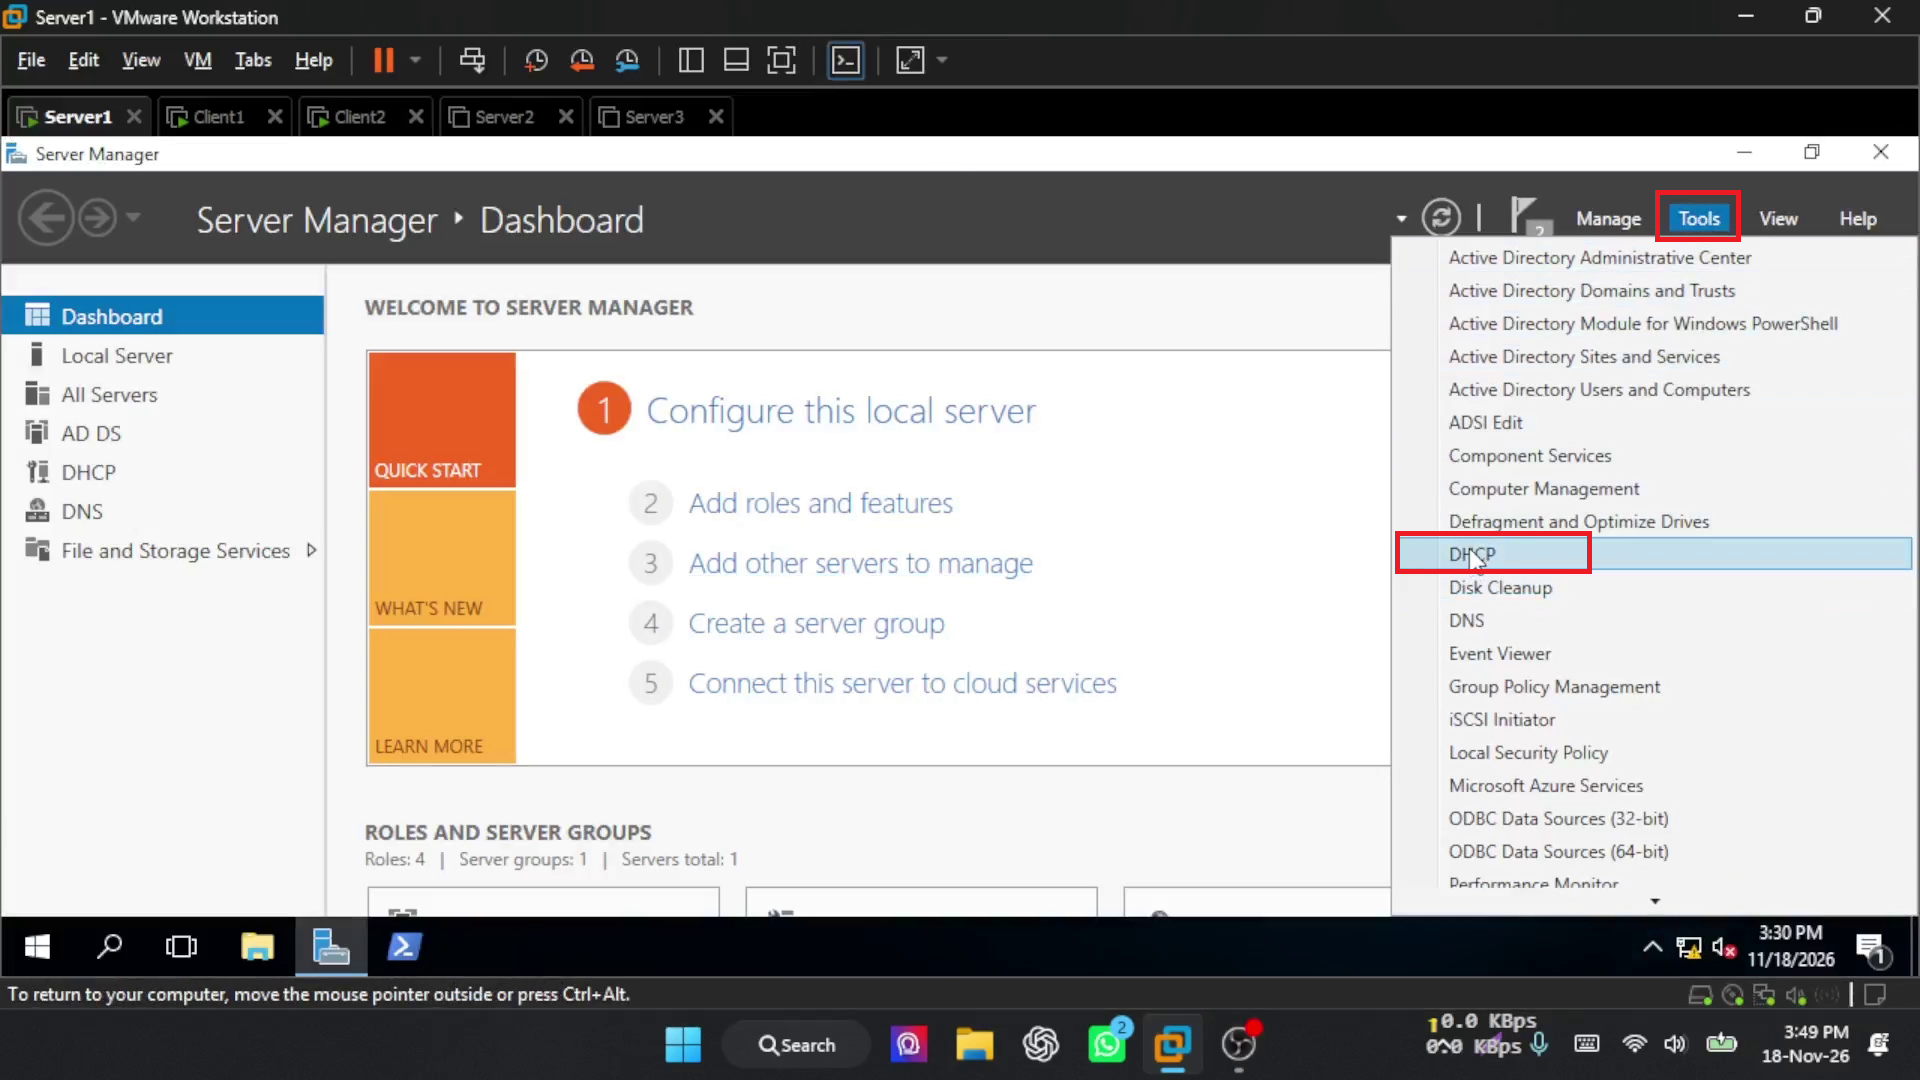 Server1 - VMware Workstation
File Edit View VM Tabs Help
Server1 Client1 Client2 Server2 Server3
Server Manager
Server Manager Dashboard
2 Manage Tools View Help
Dashboard
Local Server
All Servers
AD DS
DHCP
DNS
File and Storage Services
WELCOME TO SERVER MANAGER
QUICK START
WHAT'S NEW
LEARN MORE
1 Configure this local server
2 Add roles and features
3 Add other servers to manage
4 Create a server group
5 Connect this server to cloud services
ROLES AND SERVER GROUPS
Roles: 4 | Server groups: 1 | Servers total: 1
Active Directory Administrative Center
Active Directory Domains and Trusts
Active Directory Module for Windows PowerShell
Active Directory Sites and Services
Active Directory Users and Computers
ADSI Edit
Component Services
Computer Management
Defragment and Optimize Drives
DHCP
Disk Cleanup
DNS
Event Viewer
Group Policy Management
iSCSI Initiator
Local Security Policy
Microsoft Azure Services
ODBC Data Sources (32-bit)
ODBC Data Sources (64-bit)
Performance Monitor
3:30 PM
11/18/2026
1
To return to your computer, move the mouse pointer outside or press Ctrl+Alt.
Search
2
0.0 KBps
0.0 KBps
3:49 PM
18-Nov-26